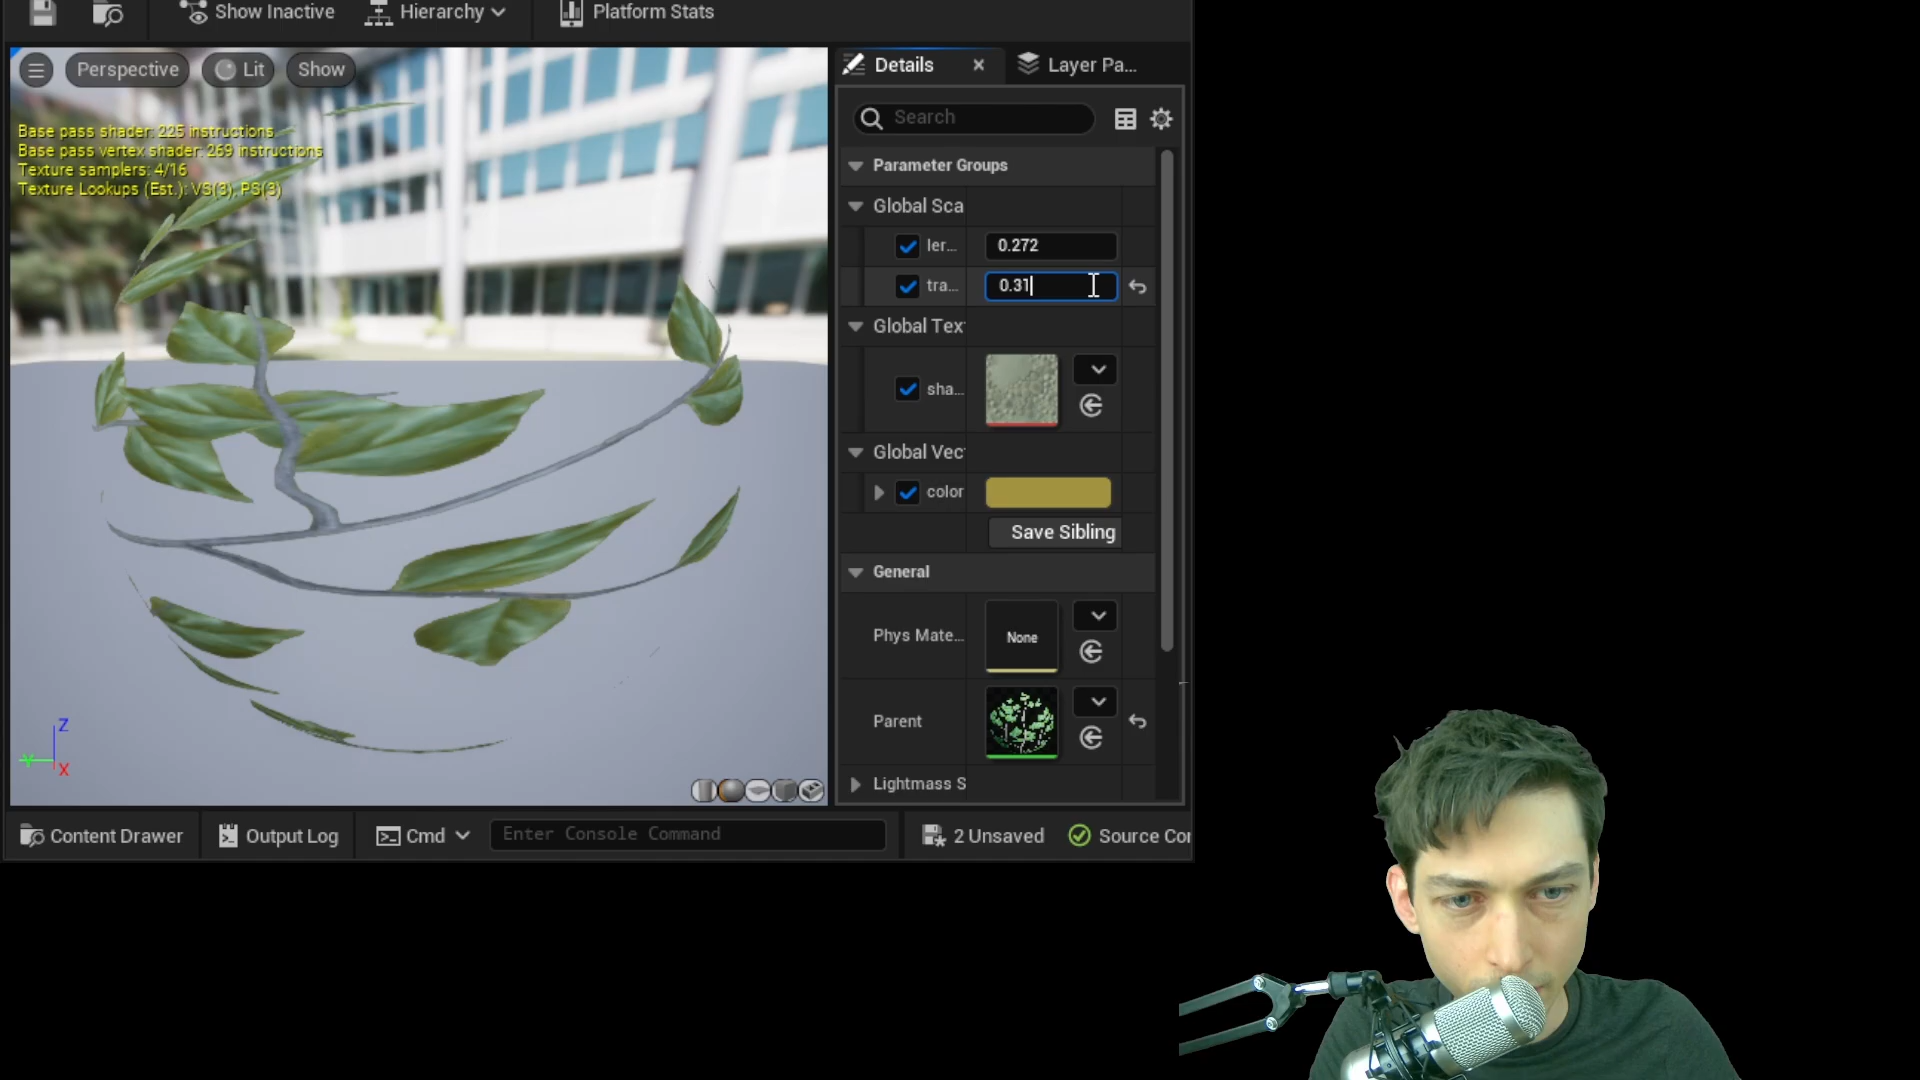 Show Inactive
Hierarchy
Platform Stats
Perspective
Lit
Show
Base pass shader: 225 instructions
Base pass vertex shader: 269 instructions
Texture samplers: 4/16
Texture Lookups (Est.): VS(3), PS(3)
Z
Y
X
Details
Layer Pa...
Search
Parameter Groups
Global Sca
ler...
0.272
tra...
0.31
Global Tex
sha...
Global Vec
color
Save Sibling
General
Phys Mate...
None
Parent
Lightmass S
Content Drawer
Output Log
Cmd
Enter Console Command
2 Unsaved
Source Cor